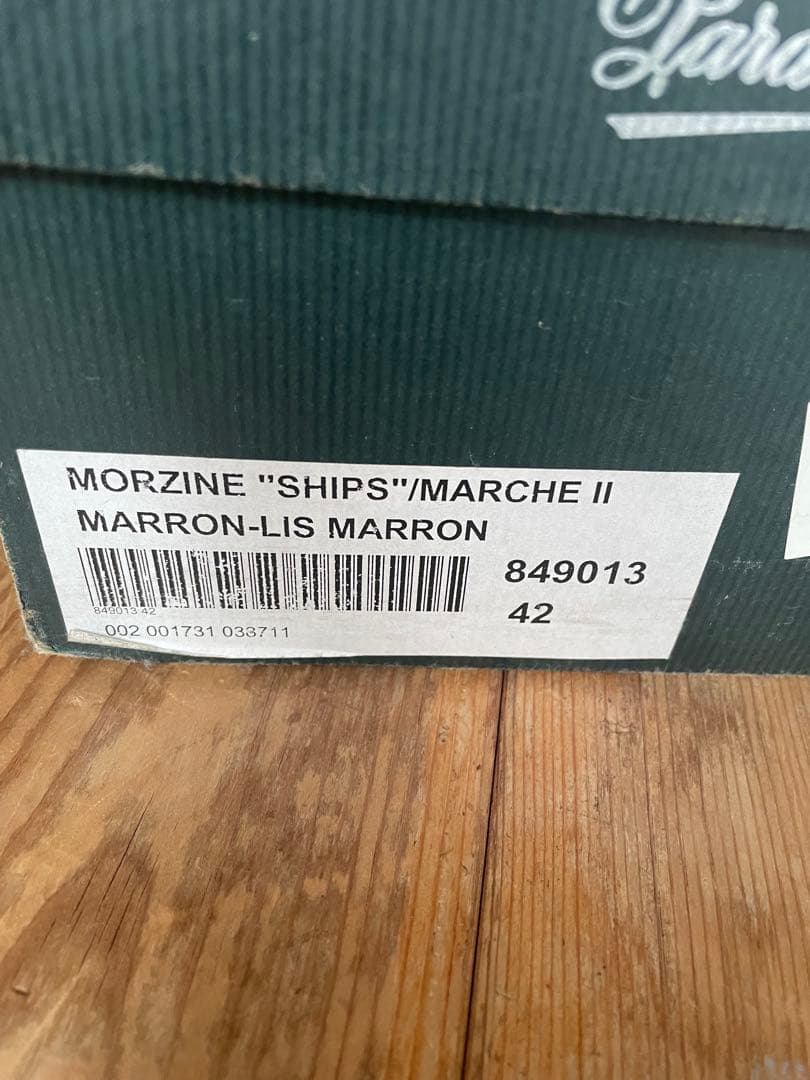 MORZINE "SHIPS"/MARCHE II
MARRON-LIS MARRON
849013
849013 42
42
002 001731 033711